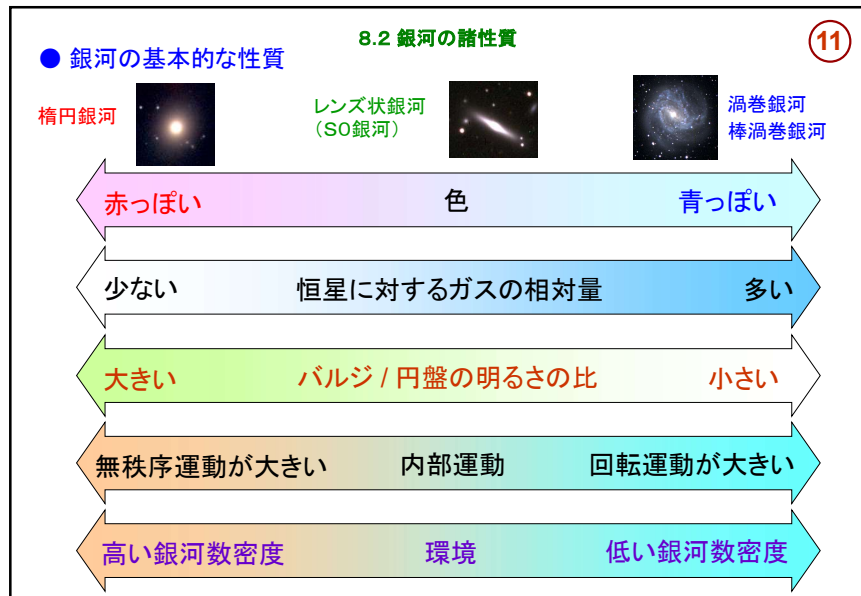 8.2 銀河の諸性質
11
● 銀河の基本的な性質
楕円銀河
レンズ状銀河
(S0銀河)
渦巻銀河
棒渦巻銀河
赤っぽい 色 青っぽい
少ない 恒星に対するガスの相対量 多い
大きい バルジ / 円盤の明るさの比 小さい
無秩序運動が大きい 内部運動 回転運動が大きい
高い銀河数密度 環境 低い銀河数密度